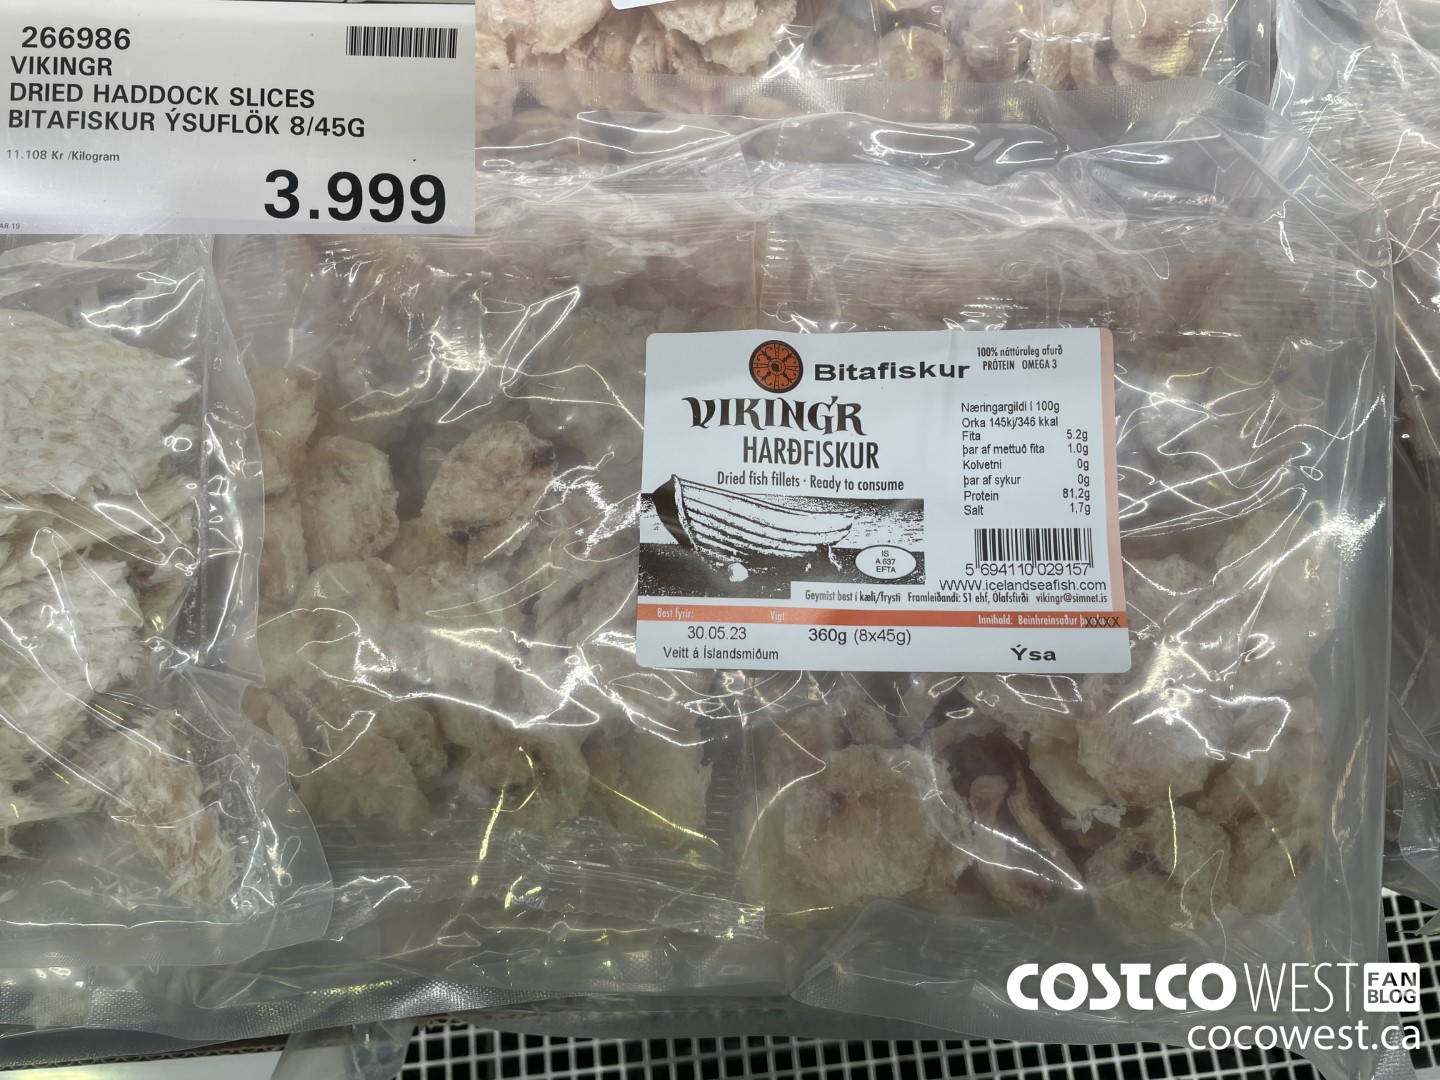 266986
VIKINGR
DRIED HADDOCK SLICES
BITAFISKUR ÝSUFLÖK 8/45G
11.108 Kr /Kilogram
3.999
AR 19
Bitafiskur
100% náttúruleg afurð
PRÓTEIN OMEGA 3
VIKINGR
HARÐFISKUR
Dried fish fillets · Ready to consume
Næringargildi í 100g
Orka 145kj/346 kkal
Fita 5.2g
þar af mettuð fita 1.0g
Kolvetni 0g
þar af sykur 0g
Protein 81,2g
Salt 1,7g
IS
A 637
EFTA
5 694110 029157
WWW.icelandseafish.com
Geymist best í kæli/frysti Framleiðandi: S1 ehf, Ólafsfirði vikingr@simnet.is
Best fyrir: Vigt Innihald: Beinhreinsaður XXXX
30.05.23 360g (8x45g)
Veitt á Íslandsmiðum Ýsa
COSTCO WEST FAN BLOG
cocowest.ca